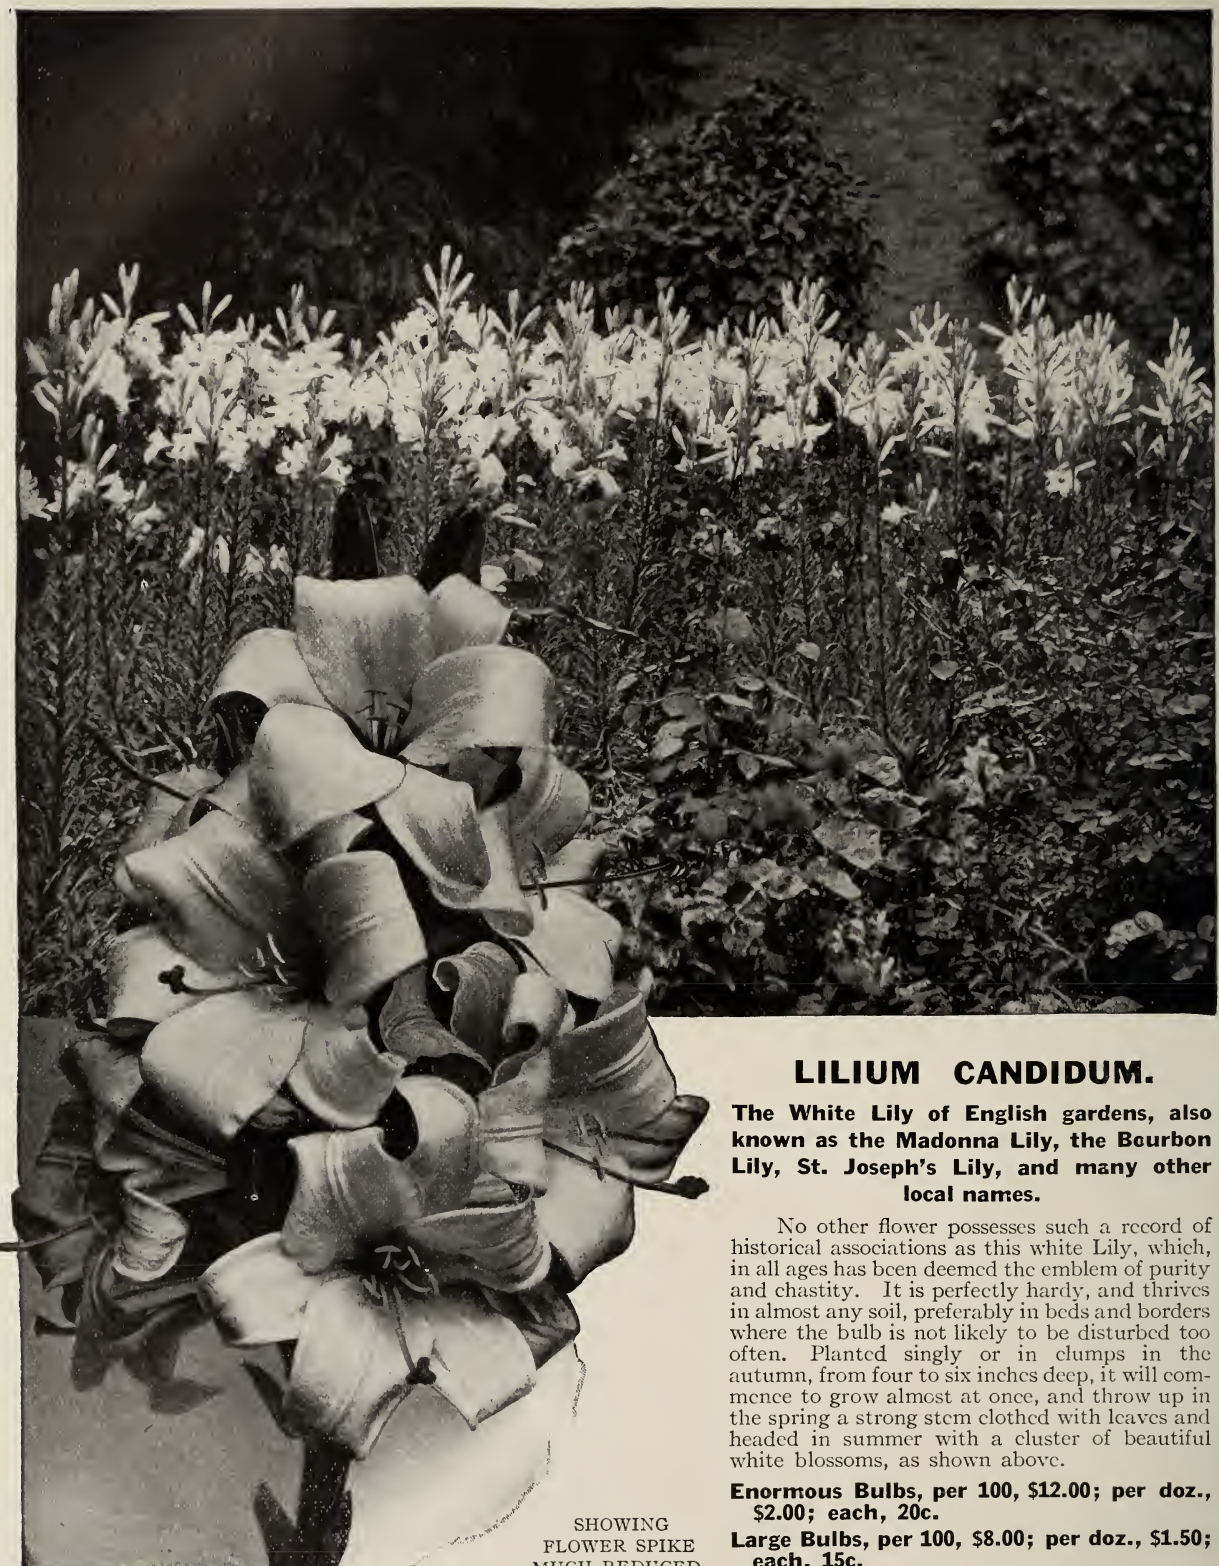 LILIUM CANDIDUM.
The White Lily of English gardens, also
known as the Madonna Lily, the Bourbon
Lily, St. Joseph's Lily, and many other
local names.
No other flower possesses such a record of
historical associations as this white Lily, which,
in all ages has been deemed the emblem of purity
and chastity. It is perfectly hardy, and thrives
in almost any soil, preferably in beds and borders
where the bulb is not likely to be disturbed too
often. Planted singly or in clumps in the
autumn, from four to six inches deep, it will com-
mence to grow almost at once, and throw up in
the spring a strong stem clothed with leaves and
headed in summer with a cluster of beautiful
white blossoms, as shown above.
Enormous Bulbs, per 100, $12.00; per doz.,
$2.00; each, 20c.
Large Bulbs, per 100, $8.00; per doz., $1.50;
each, 15c.
SHOWING
FLOWER SPIKE
MUCH REDUCED